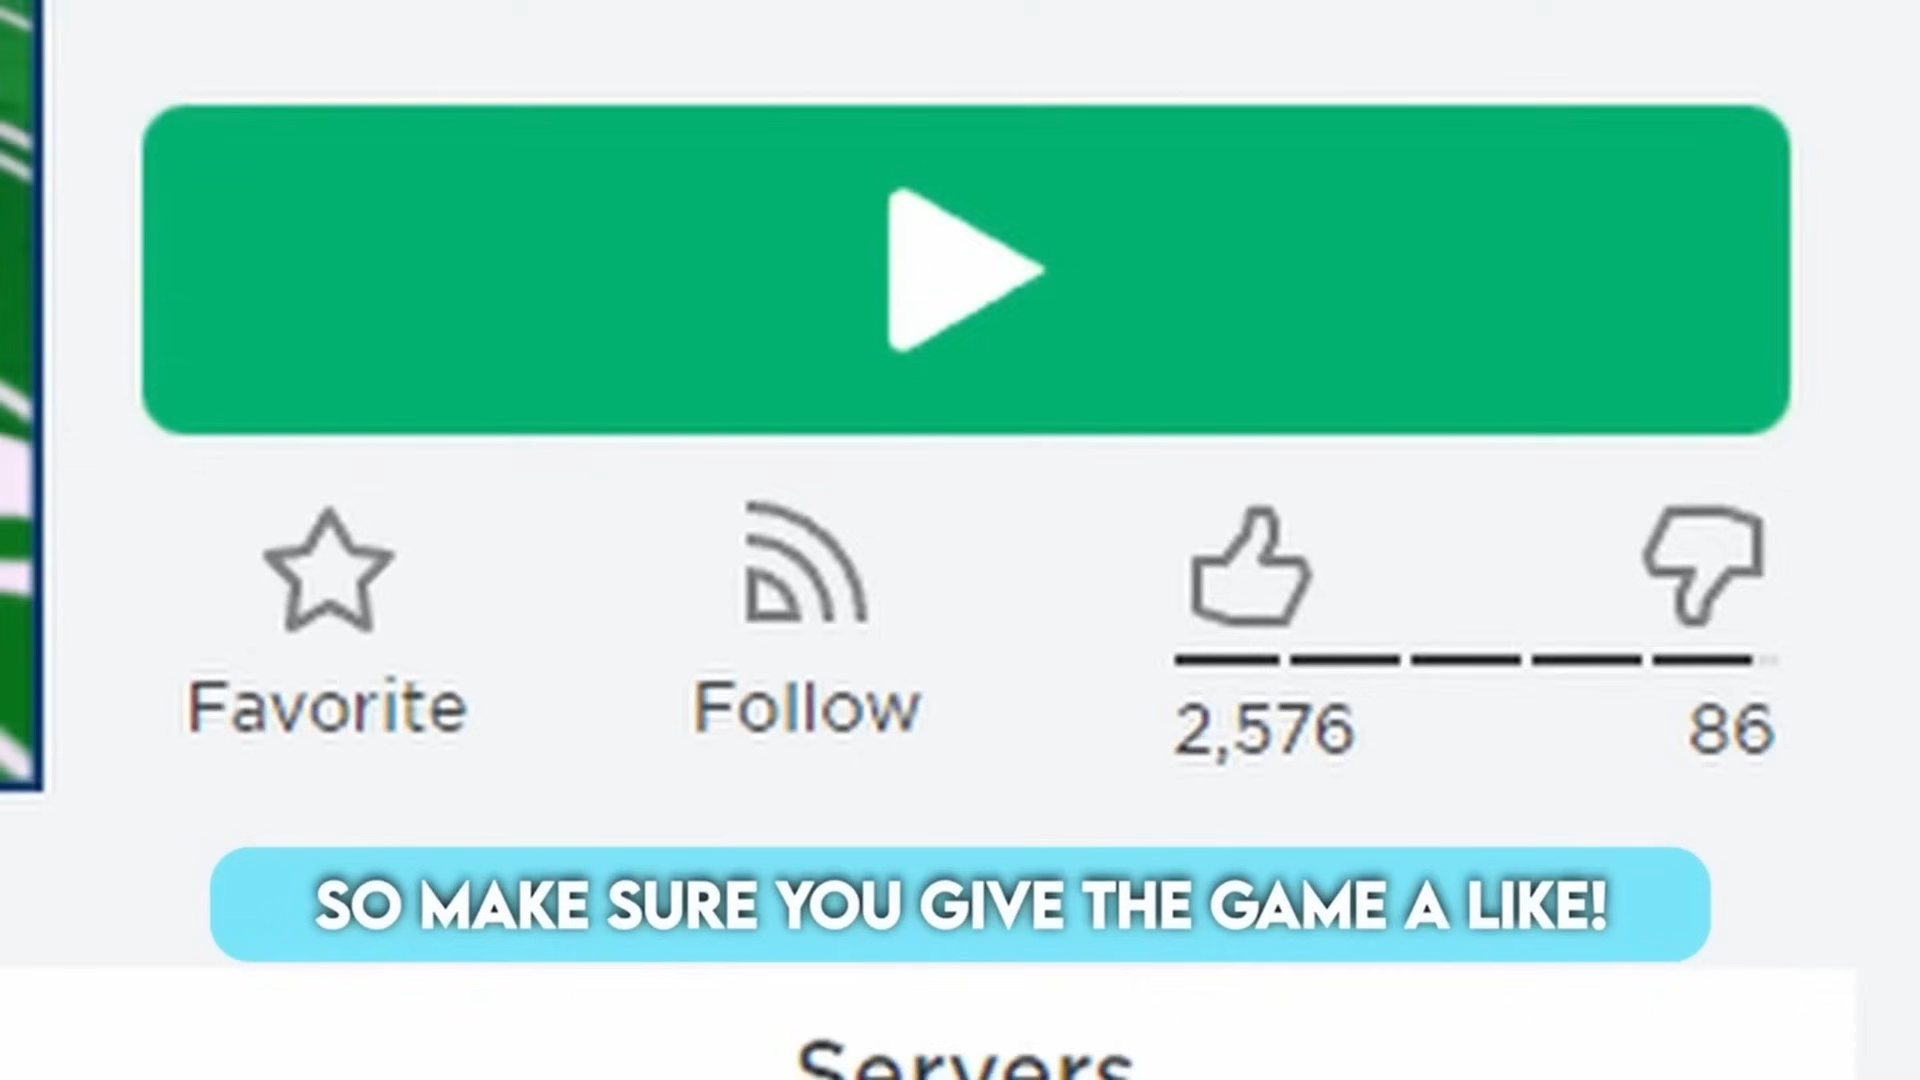 Favorite
Follow
2,576
86
SO MAKE SURE YOU GIVE THE GAME A LIKE!
Servers